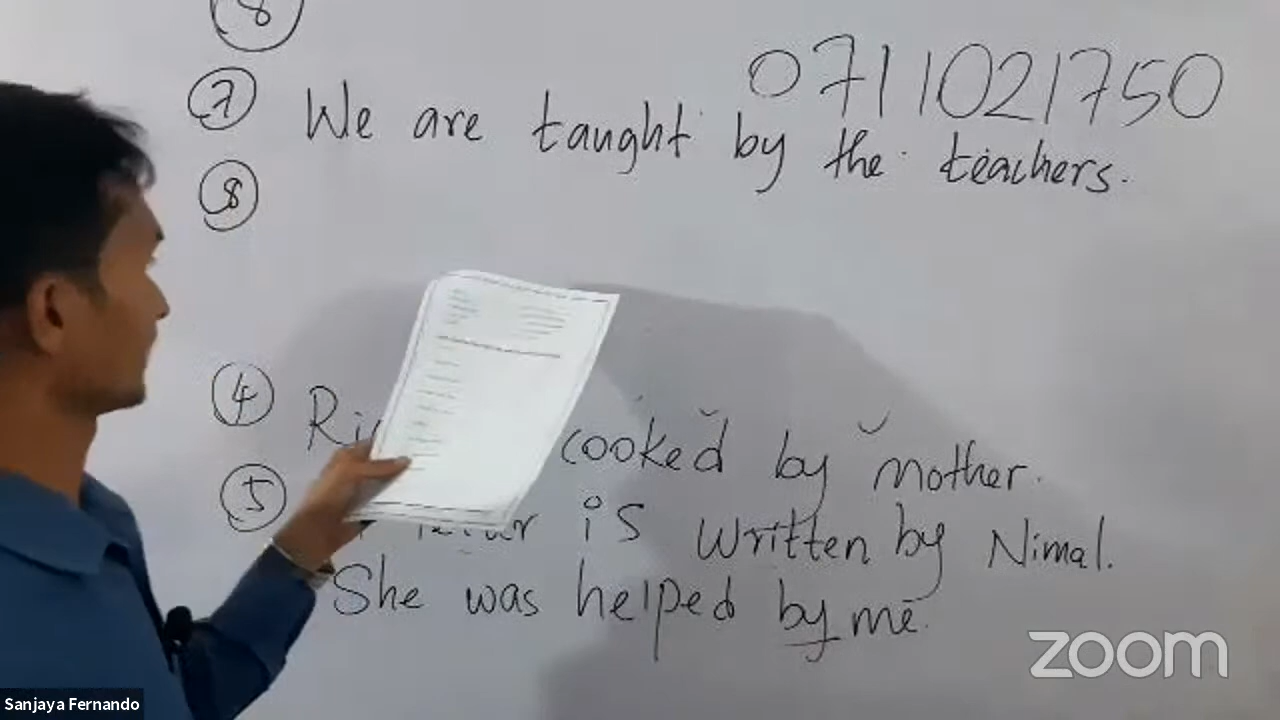 6
0711021750
7 We are taught by the teachers.
8
4 cooked by mother.
5 is written by Nimal.
She was helped by me.
zoom
Sanjaya Fernando